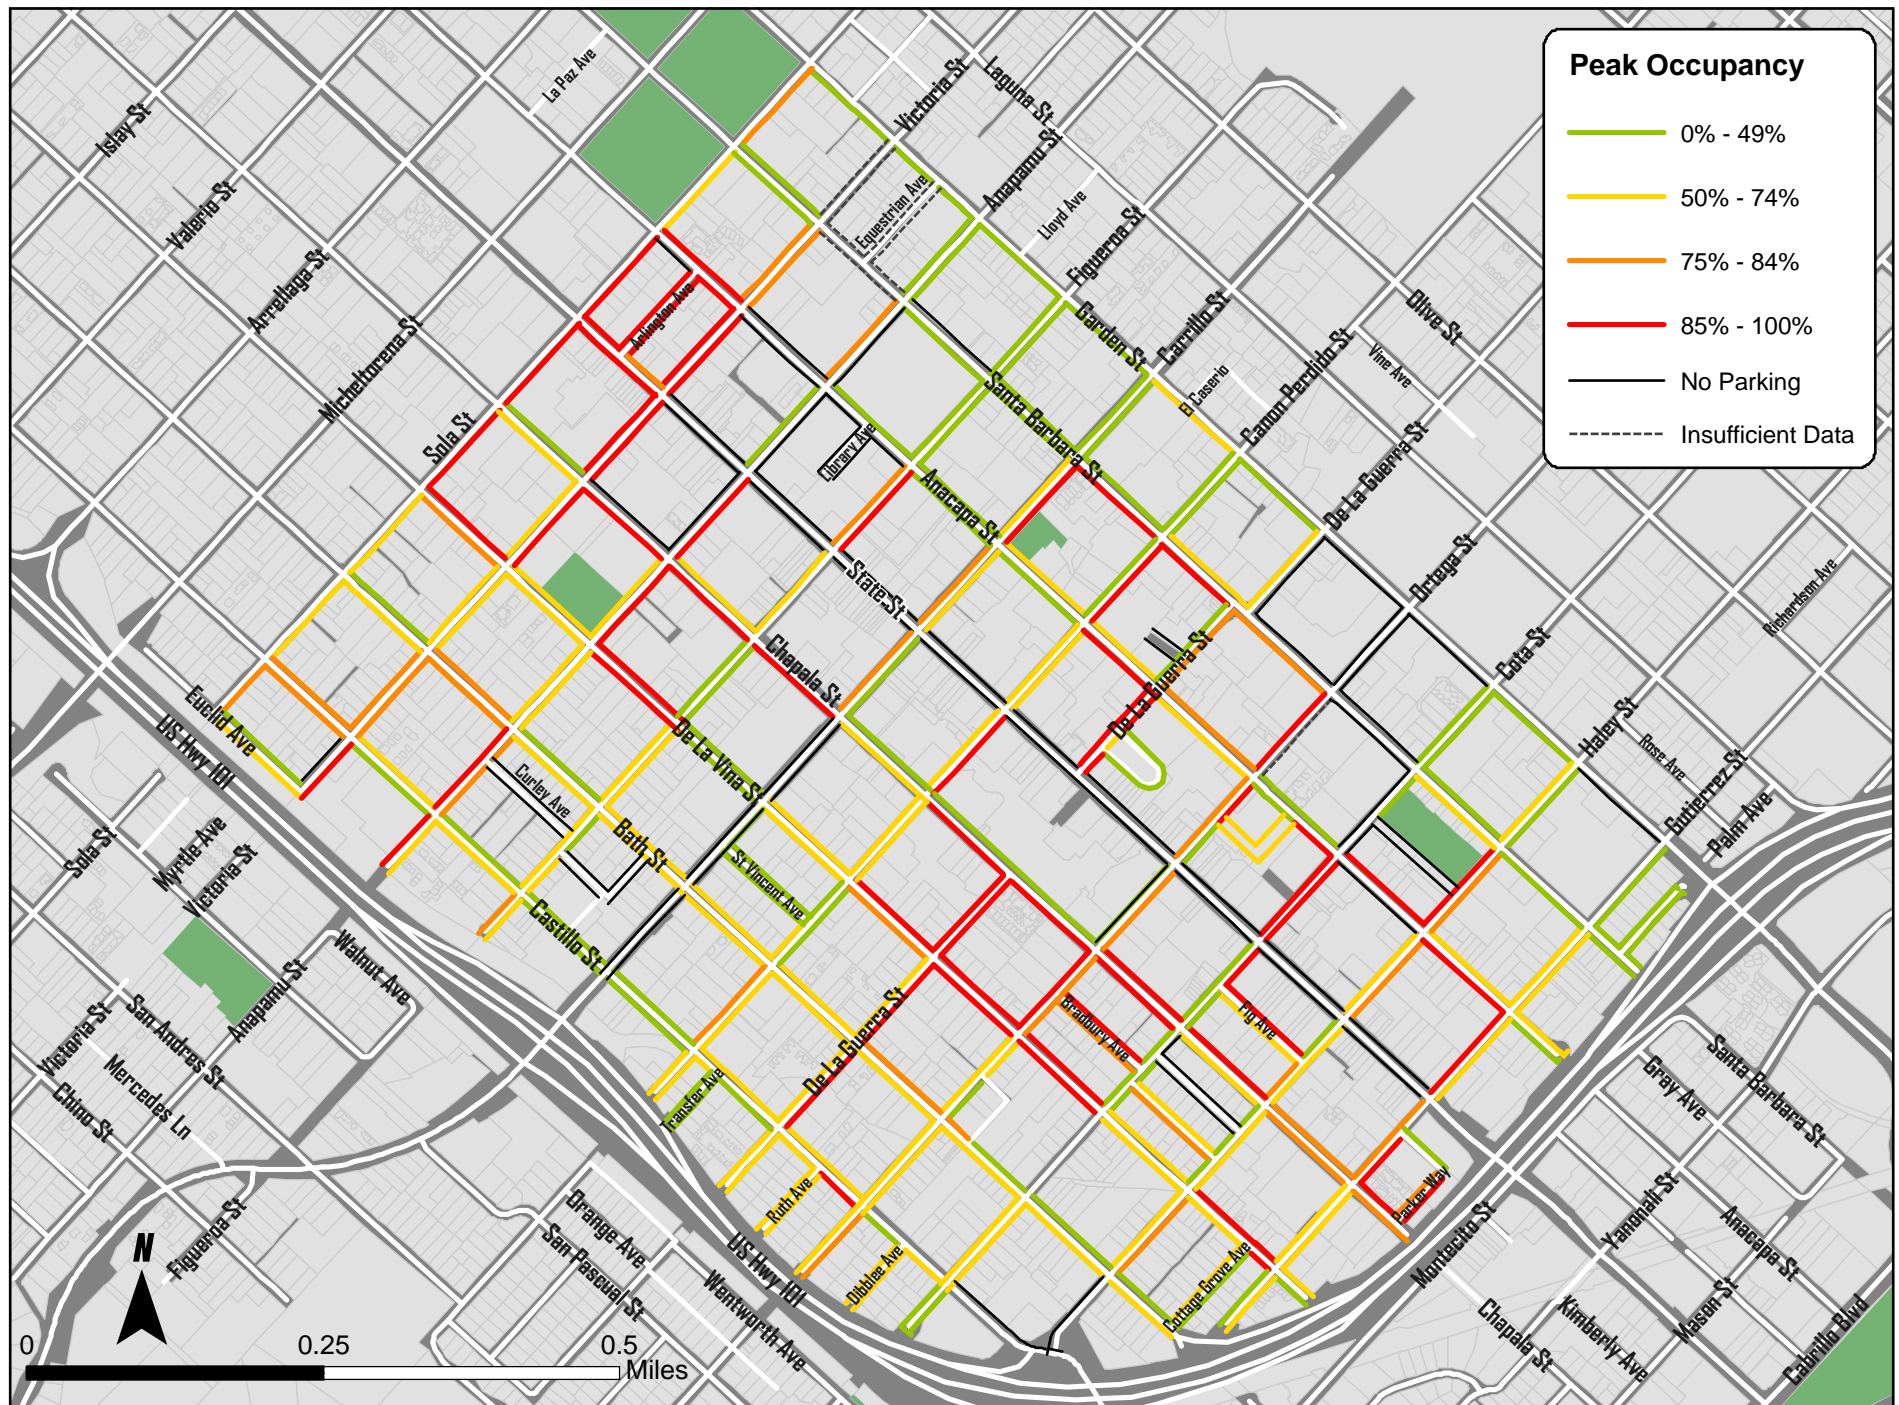 Peak Occupancy
0% - 49%
50% - 74%
75% - 84%
85% - 100%
No Parking
Insufficient Data
La Paz Ave
Islay St
Valerio St
Arrellaga St
Micheltorena St
Sola St
Victoria St
Laguna St
Anapamu St
Equestrian Ave
Lloyd Ave
Figueroa St
Garden St
Carrillo St
El Caserio
Canon Perdido St
Olive St
Vine Ave
De La Guerra St
Ortega St
Cota St
Richardson Ave
Haley St
Rose Ave
Gutierrez St
Palm Ave
Arlington Ave
Library Ave
Santa Barbara St
Anacapa St
State St
Chapala St
De La Guerra St
De La Vina St
Euclid Ave
US Hwy 101
Curley Ave
Bath St
St Vincent Ave
Castillo St
Sola St
Myrtle Ave
Victoria St
Walnut Ave
Anapamu St
Victoria St
San Andres St
Mercedes Ln
Chino St
Figueroa St
De La Guerra St
Bradbury Ave
Fig Ave
Transfer Ave
Ruth Ave
Dibblee Ave
Cottage Grove Ave
Parker Way
Orange Ave
San Pascual St
Wentworth Ave
US Hwy 101
Montecito St
Gray Ave
Santa Barbara St
Yanonali St
Anacapa St
Mason St
Kimberly Ave
Chapala St
Cabrillo Blvd
N
0
0.25
0.5
Miles